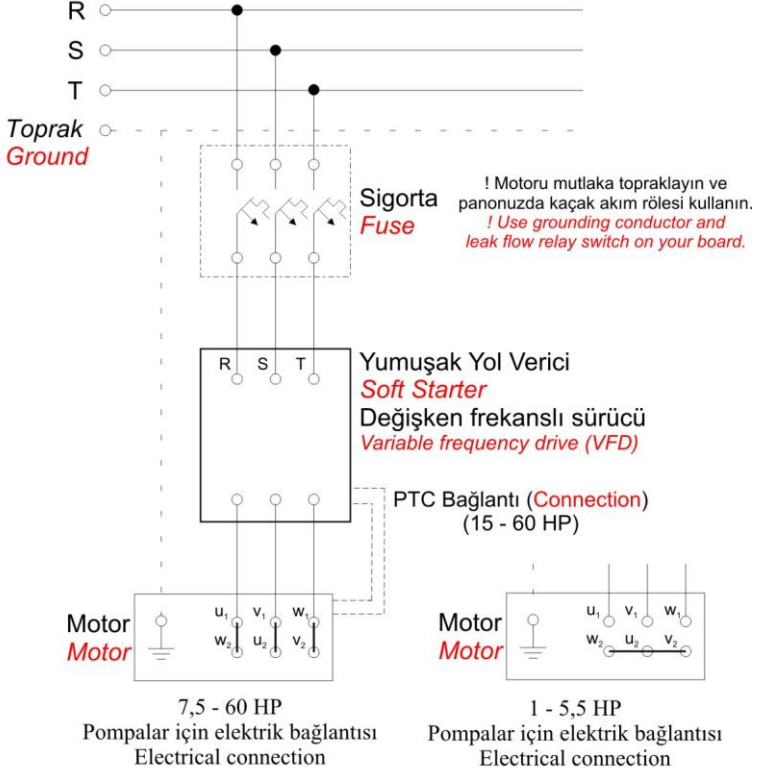 R
S
T
Toprak
Ground
Sigorta
Fuse
! Motoru mutlaka topraklayın ve
panonuzda kaçak akım rölesi kullanın.
! Use grounding conductor and
leak flow relay switch on your board.
R S T
Yumuşak Yol Verici
Soft Starter
Değişken frekanslı sürücü
Variable frequency drive (VFD)
PTC Bağlantı (Connection)
(15 - 60 HP)
Motor
Motor
u₁ v₁ w₁
w₂ u₂ v₂
7,5 - 60 HP
Pompalar için elektrik bağlantısı
Electrical connection
Motor
Motor
u₁ v₁ w₁
w₂ u₂ v₂
1 - 5,5 HP
Pompalar için elektrik bağlantısı
Electrical connection